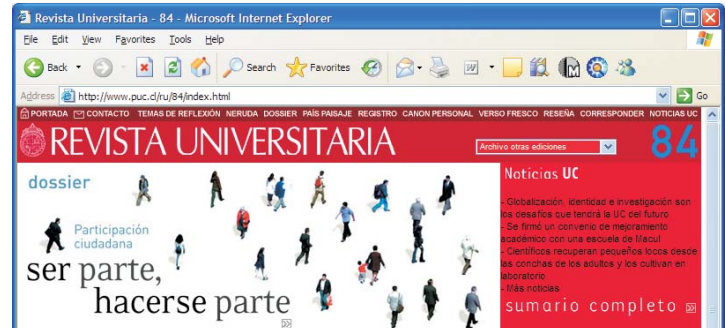 Revista Universitaria - 84 - Microsoft Internet Explorer
File Edit View Favorites Tools Help
Back Search Favorites
Address http://www.puc.cl/ru/84/index.html Go
PORTADA CONTACTO TEMAS DE REFLEXIÓN NERUDA DOSSIER PAÍS PAISAJE REGISTRO CANON PERSONAL VERSO FRESCO RESEÑA CORRESPONDER NOTICIAS UC
REVISTA UNIVERSITARIA
Archivo otras ediciones
84
dossier
Participación
ciudadana
ser parte,
hacerse parte
Noticias UC
- Globalización, identidad e investigación son
los desafíos que tendrá la UC del futuro
- Se firmó un convenio de mejoramiento
académico con una escuela de Macul
- Científicos recuperan pequeños locos desde
las conchas de los adultos y los cultivan en
laboratorio
- Más noticias
sumario completo